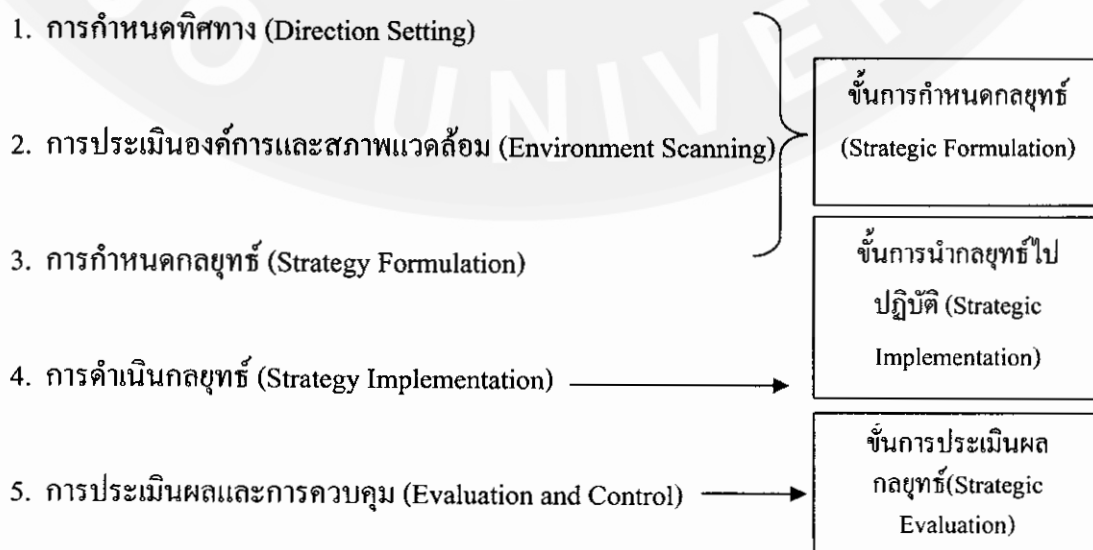 1. การกำหนดทิศทาง (Direction Setting)
2. การประเมินองค์การและสภาพแวดล้อม (Environment Scanning)
3. การกำหนดกลยุทธ์ (Strategy Formulation)
4. การดำเนินกลยุทธ์ (Strategy Implementation)
5. การประเมินผลและการควบคุม (Evaluation and Control)
ขั้นการกำหนดกลยุทธ์
(Strategic Formulation)
ขั้นการนำกลยุทธ์ไป
ปฏิบัติ (Strategic
Implementation)
ขั้นการประเมินผล
กลยุทธ์(Strategic
Evaluation)